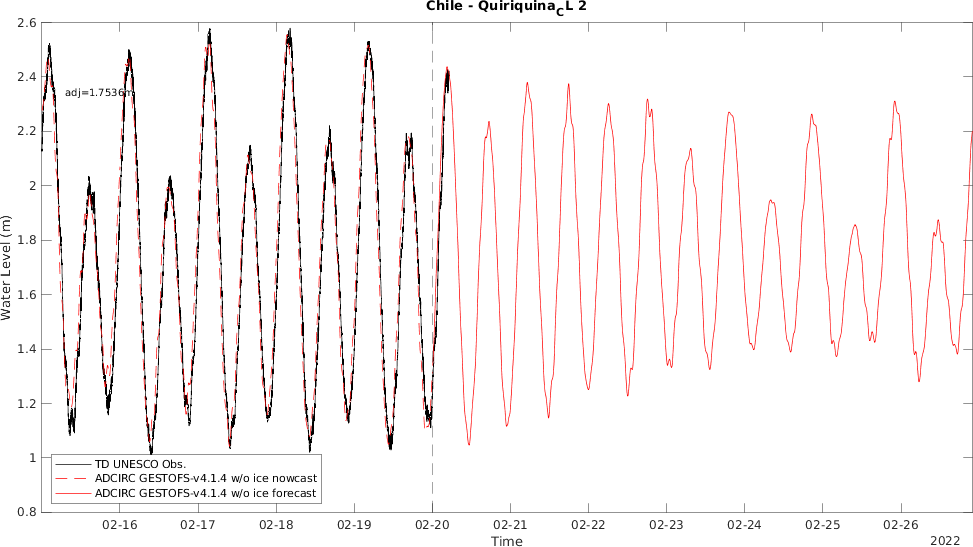 Chile - Quiriquina_CL 2
2.6
2.4
2.2
2
1.8
1.6
1.4
1.2
1
0.8
Water Level (m)
adj=1.7536m
TD UNESCO Obs.
ADCIRC GESTOFS-v4.1.4 w/o ice nowcast
ADCIRC GESTOFS-v4.1.4 w/o ice forecast
02-16 02-17 02-18 02-19 02-20 02-21 02-22 02-23 02-24 02-25 02-26
Time
2022